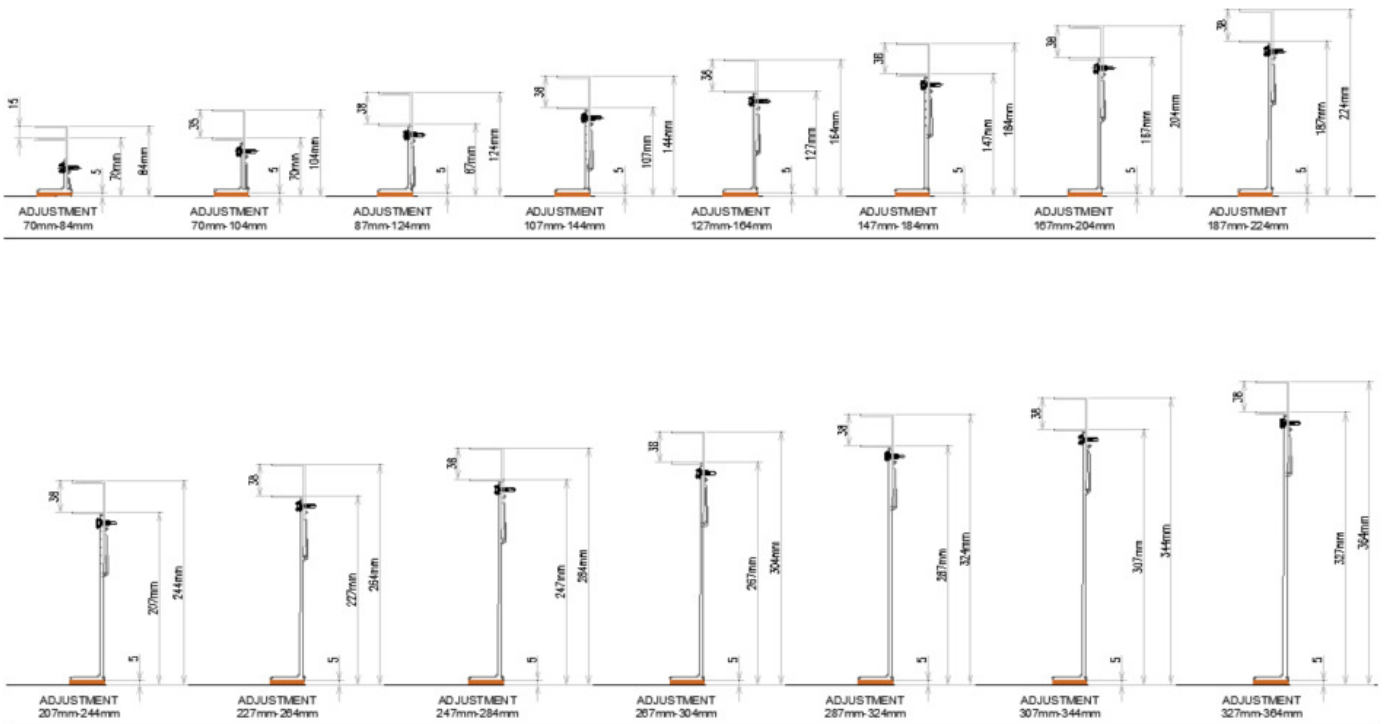 15
5
70mm
84mm
ADJUSTMENT
70mm-84mm
35
5
70mm
104mm
ADJUSTMENT
70mm-104mm
38
5
87mm
124mm
ADJUSTMENT
87mm-124mm
38
5
107mm
144mm
ADJUSTMENT
107mm-144mm
38
5
127mm
164mm
ADJUSTMENT
127mm-164mm
38
5
147mm
184mm
ADJUSTMENT
147mm-184mm
38
5
167mm
204mm
ADJUSTMENT
167mm-204mm
38
5
187mm
224mm
ADJUSTMENT
187mm-224mm
38
5
207mm
244mm
ADJUSTMENT
207mm-244mm
38
5
227mm
264mm
ADJUSTMENT
227mm-264mm
38
5
247mm
284mm
ADJUSTMENT
247mm-284mm
38
5
267mm
304mm
ADJUSTMENT
267mm-304mm
38
5
287mm
324mm
ADJUSTMENT
287mm-324mm
38
5
307mm
344mm
ADJUSTMENT
307mm-344mm
38
5
327mm
364mm
ADJUSTMENT
327mm-364mm